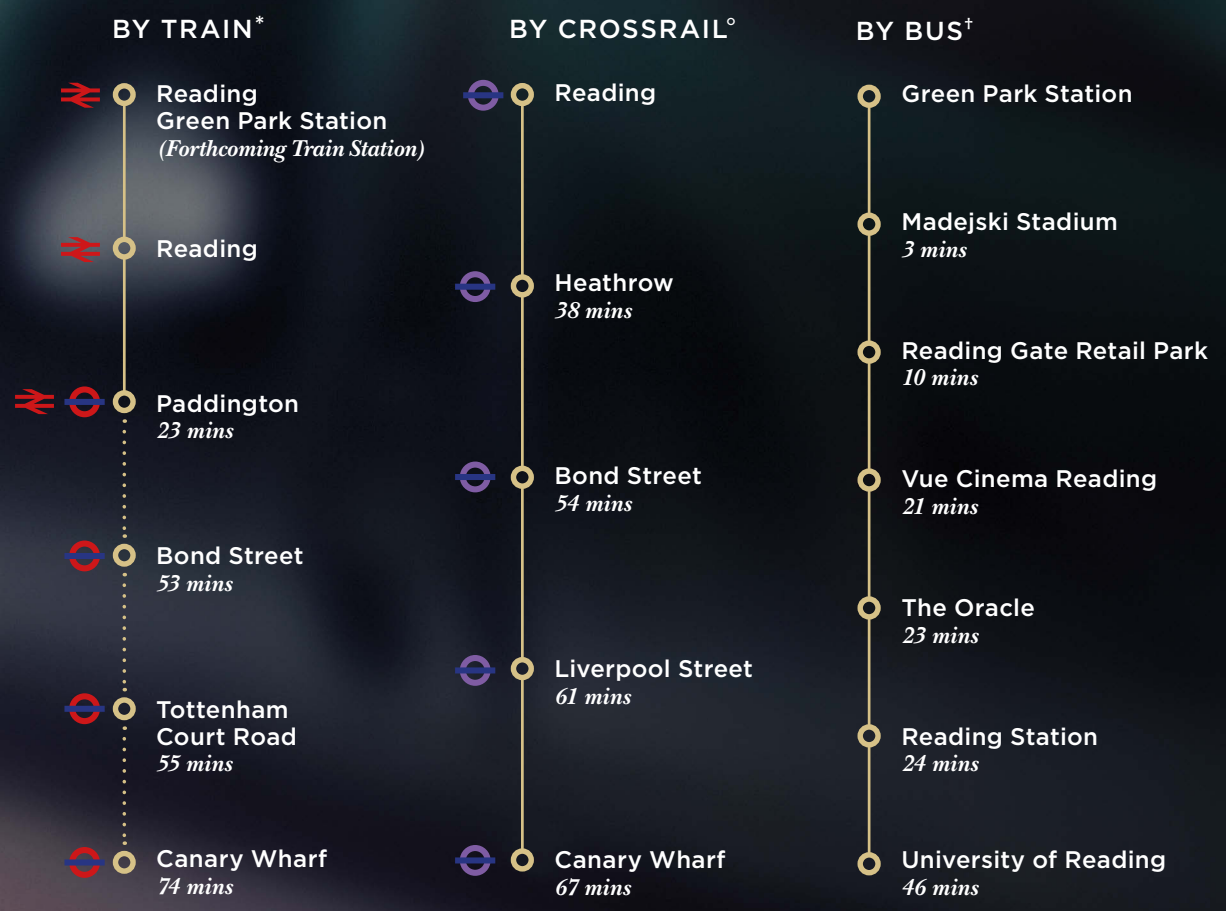 BY TRAIN*
Reading
Green Park Station
(Forthcoming Train Station)
Reading
Paddington
23 mins
Bond Street
53 mins
Tottenham
Court Road
55 mins
Canary Wharf
74 mins
BY CROSSRAIL°
Reading
Heathrow
38 mins
Bond Street
54 mins
Liverpool Street
61 mins
Canary Wharf
67 mins
BY BUS†
Green Park Station
Madejski Stadium
3 mins
Reading Gate Retail Park
10 mins
Vue Cinema Reading
21 mins
The Oracle
23 mins
Reading Station
24 mins
University of Reading
46 mins